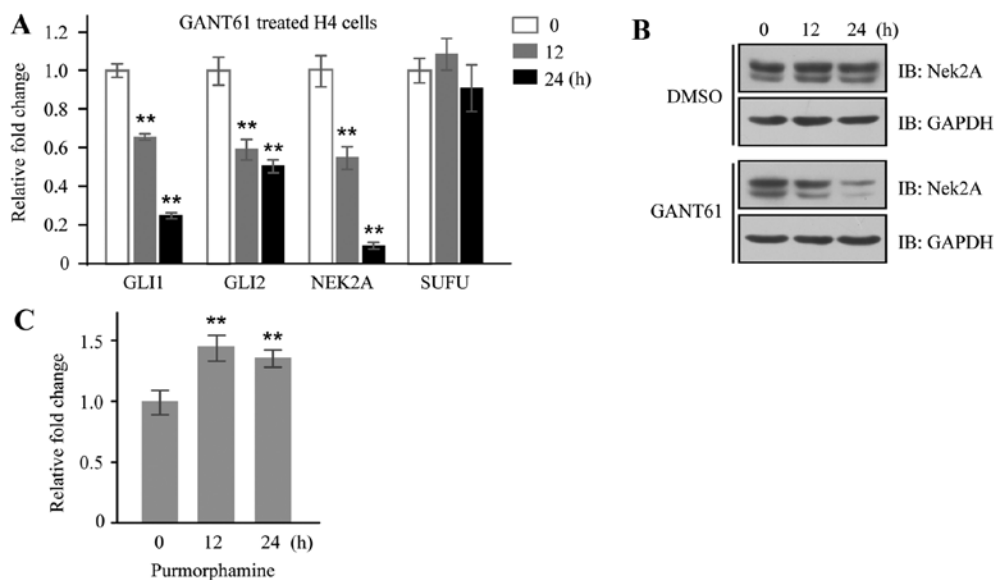 A
GANT61 treated H4 cells
0
12
24 (h)
Relative fold change
1.2
1.0
0.8
0.6
0.4
0.2
0
**
**
**
**
**
**
GLI1
GLI2
NEK2A
SUFU
B
0 12 24 (h)
DMSO
IB: Nek2A
IB: GAPDH
GANT61
IB: Nek2A
IB: GAPDH
C
Relative fold change
1.5
1.0
0.5
0
**
**
0 12 24 (h)
Purmorphamine